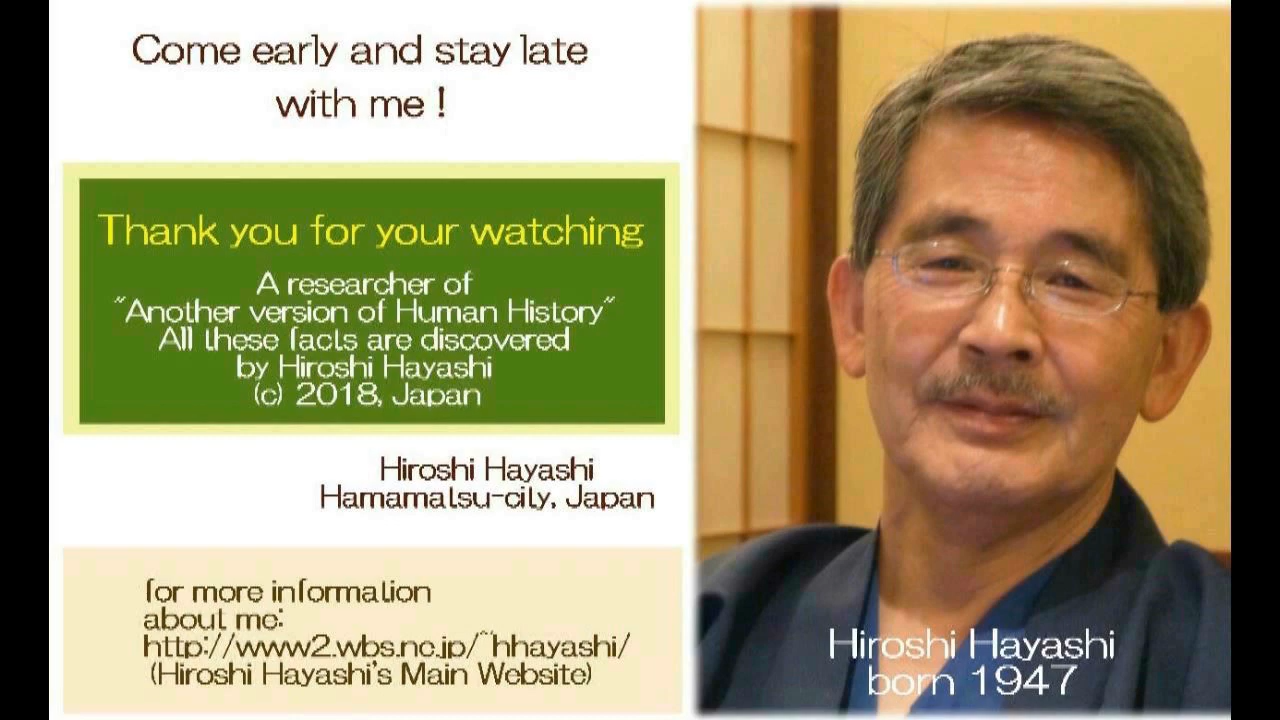 Come early and stay late
with me !
Thank you for your watching
A researcher of
"Another version of Human History"
All these facts are discovered
by Hiroshi Hayashi
(c) 2018, Japan
Hiroshi Hayashi
Hamamatsu-city, Japan
for more information
about me:
http://www2.wbs.ne.jp/~hhayashi/
(Hiroshi Hayashi's Main Website)
Hiroshi Hayashi
born 1947